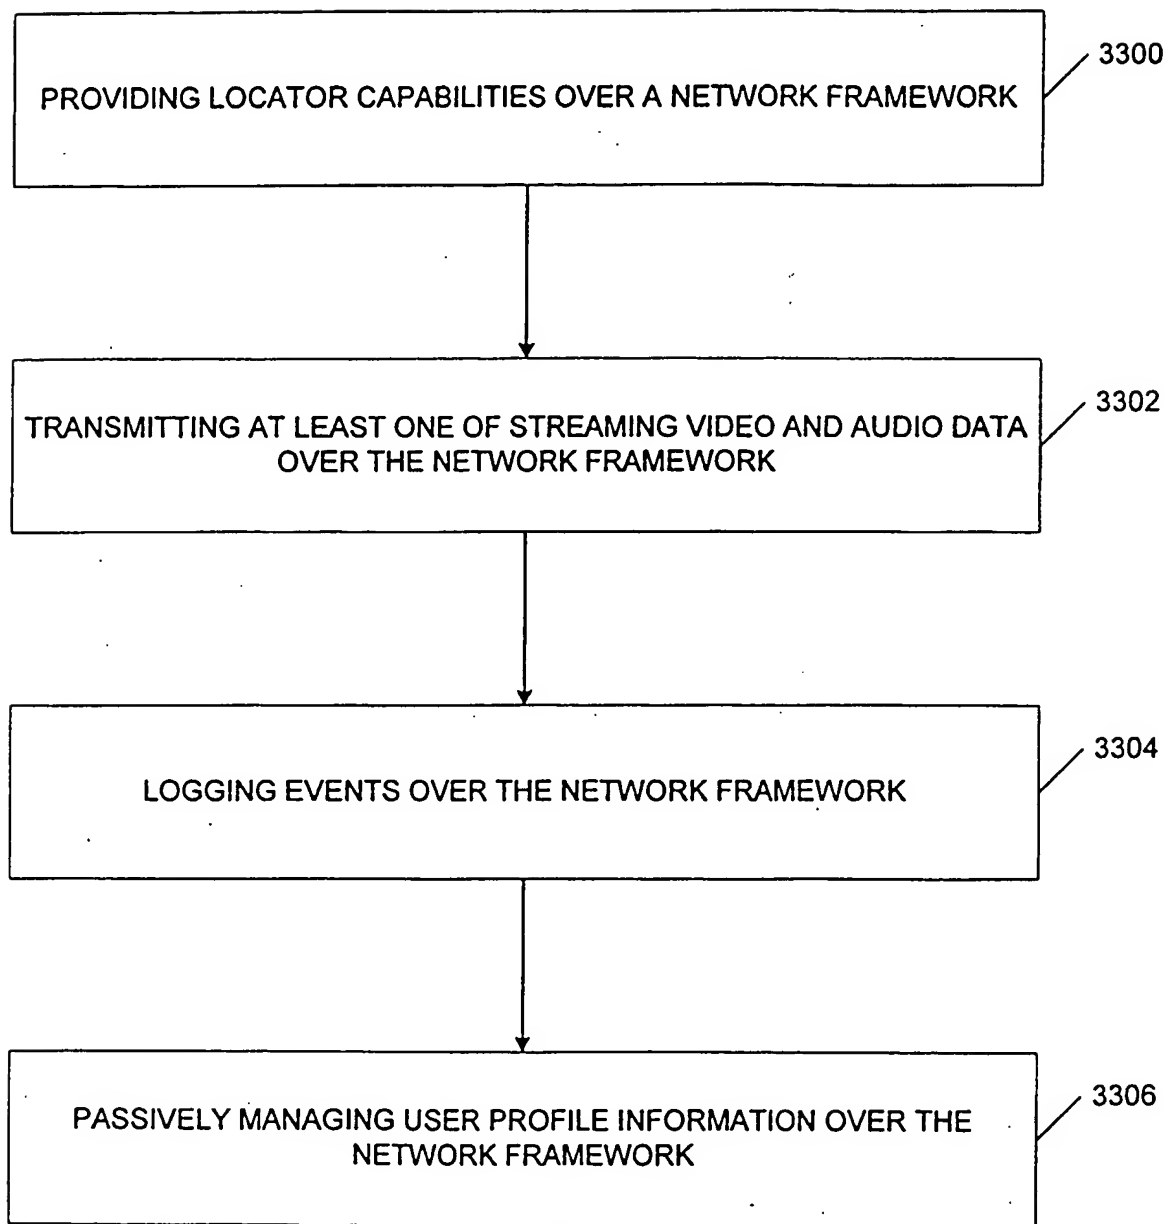 3300
PROVIDING LOCATOR CAPABILITIES OVER A NETWORK FRAMEWORK
3302
TRANSMITTING AT LEAST ONE OF STREAMING VIDEO AND AUDIO DATA
OVER THE NETWORK FRAMEWORK
3304
LOGGING EVENTS OVER THE NETWORK FRAMEWORK
3306
PASSIVELY MANAGING USER PROFILE INFORMATION OVER THE
NETWORK FRAMEWORK